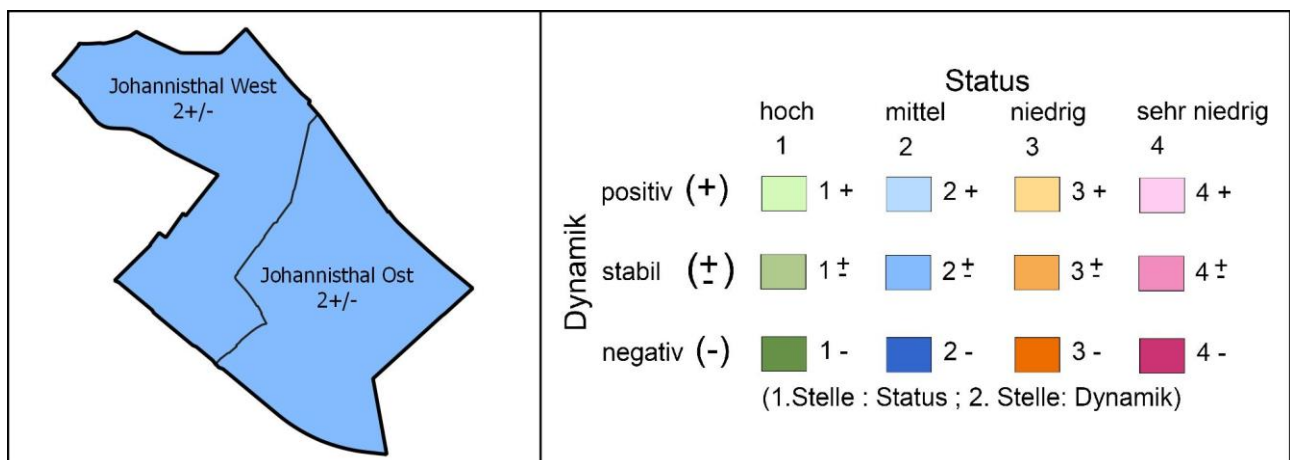 Johannisthal West
2+/-
Johannisthal Ost
2+/-
Status
hoch mittel niedrig sehr niedrig
1 2 3 4
Dynamik
positiv (+) 1 + 2 + 3 + 4 +
stabil (±) 1 ± 2 ± 3 ± 4 ±
negativ (-) 1 - 2 - 3 - 4 -
(1.Stelle : Status ; 2. Stelle: Dynamik)